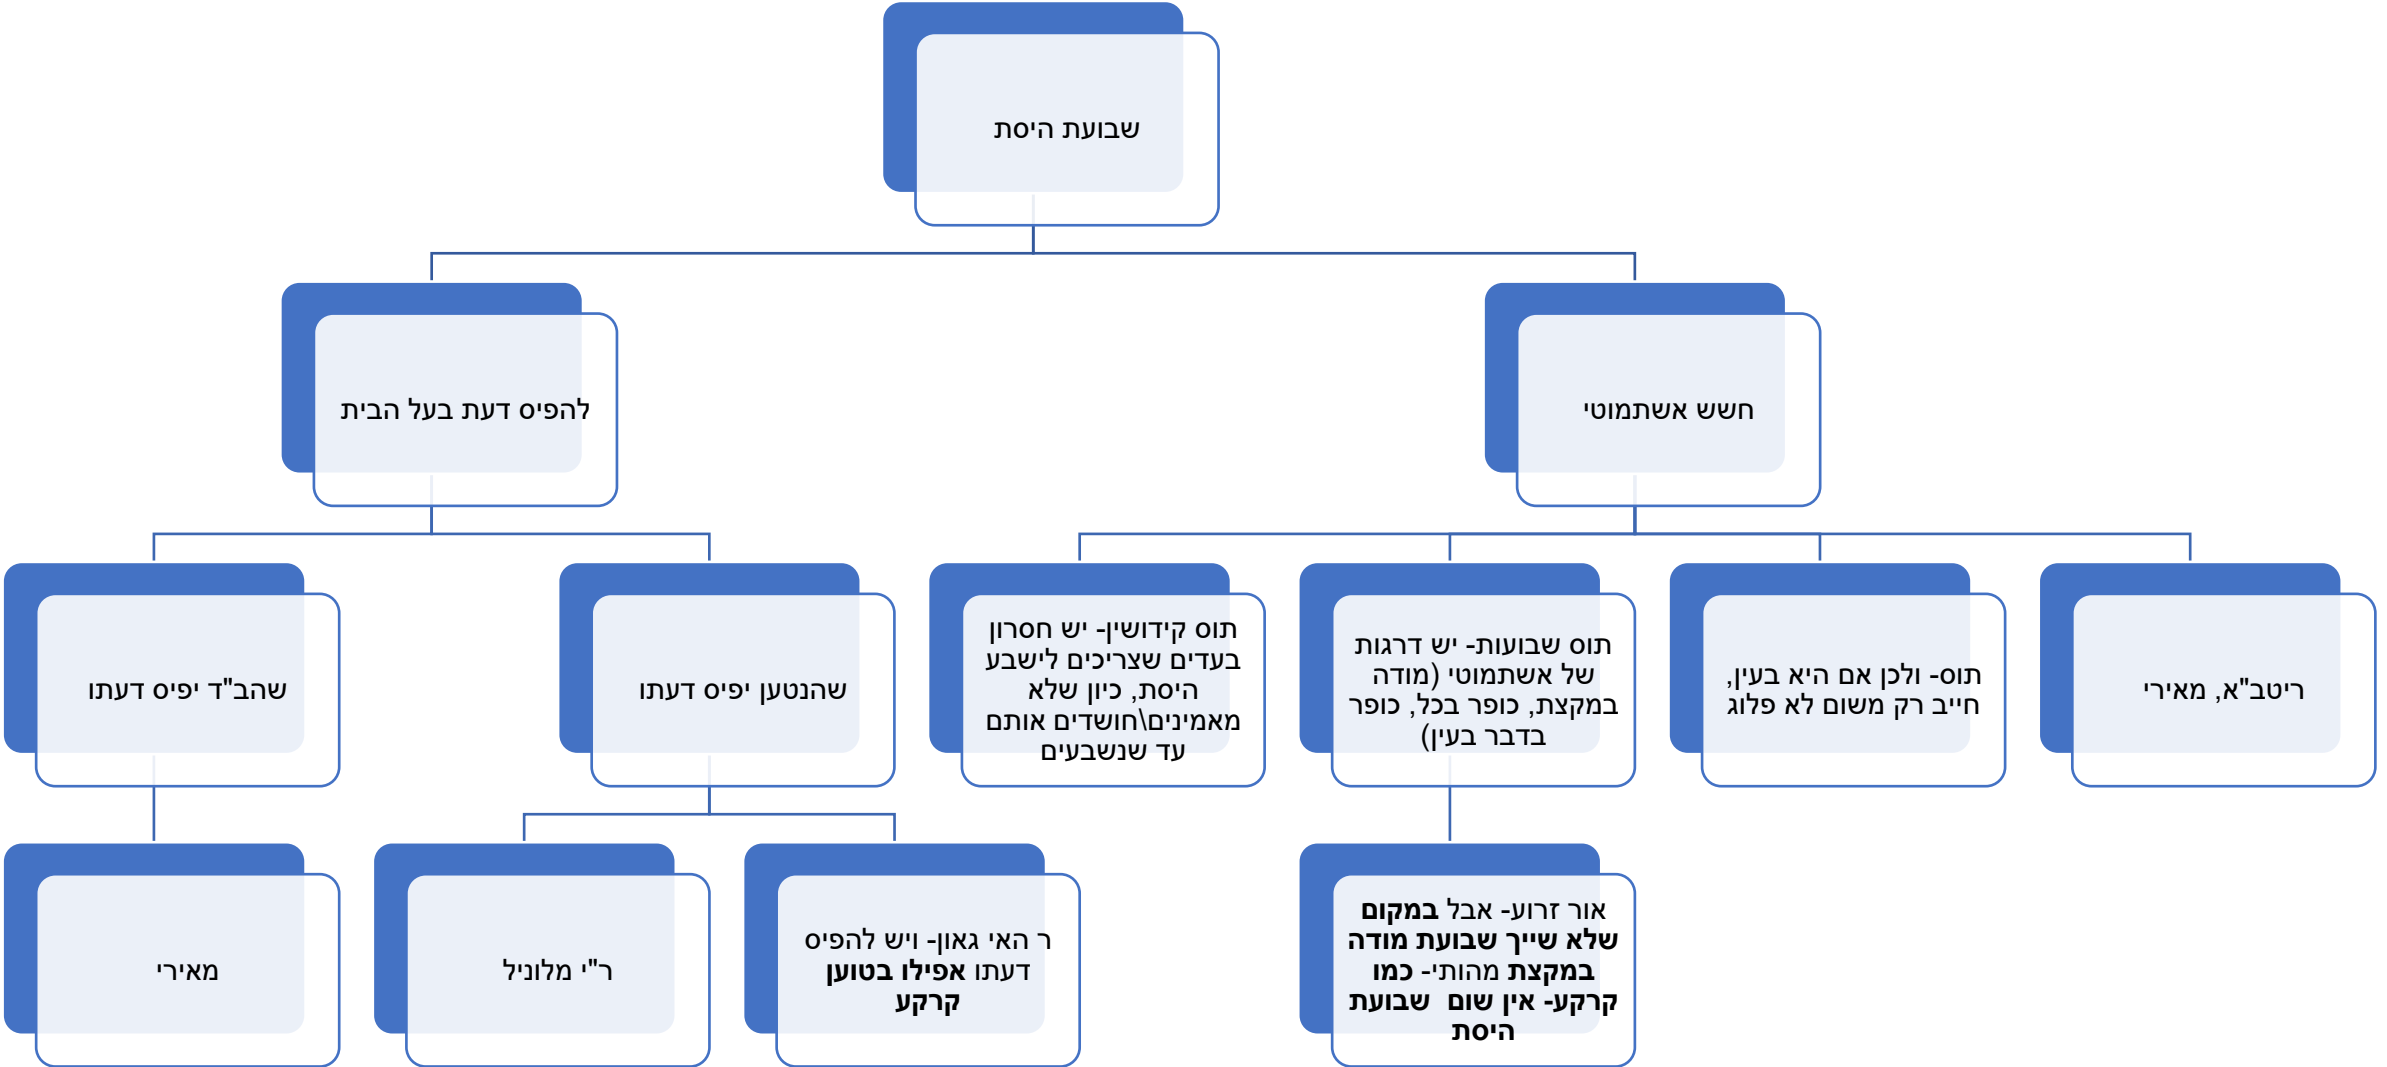 שבועת היסת
חשש אשתמוטי
להפיס דעת בעל הבית
ריטב"א, מאירי
תוס- ולכן אם היא בעין,
חייב רק משום לא פלוג
תוס שבועות- יש דרגות
של אשתמוטי (מודה
במקצת, כופר בכל, כופר
בדבר בעין)
תוס קידושין- יש חסרון
בעדים שצריכים לישבע
היסת, כיון שלא
מאמינים\חושדים אותם
עד שנשבעים
שהנטען יפיס דעתו
שהב"ד יפיס דעתו
אור זרוע- אבל במקום
שלא שייך שבועת מודה
במקצת מהותי- כמו
קרקע- אין שום  שבועת
היסת
ר האי גאון- ויש להפיס
דעתו אפילו בטוען
קרקע
ר"י מלוניל
מאירי